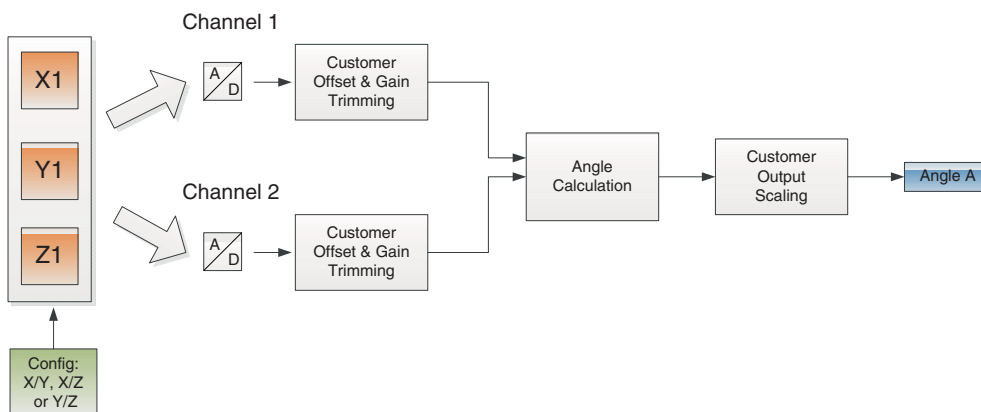 Channel 1
X1
A
D
Customer
Offset & Gain
Trimming
Y1
Angle
Calculation
Customer
Output
Scaling
Angle A
Channel 2
Z1
A
D
Customer
Offset & Gain
Trimming
Config:
X/Y, X/Z
or Y/Z